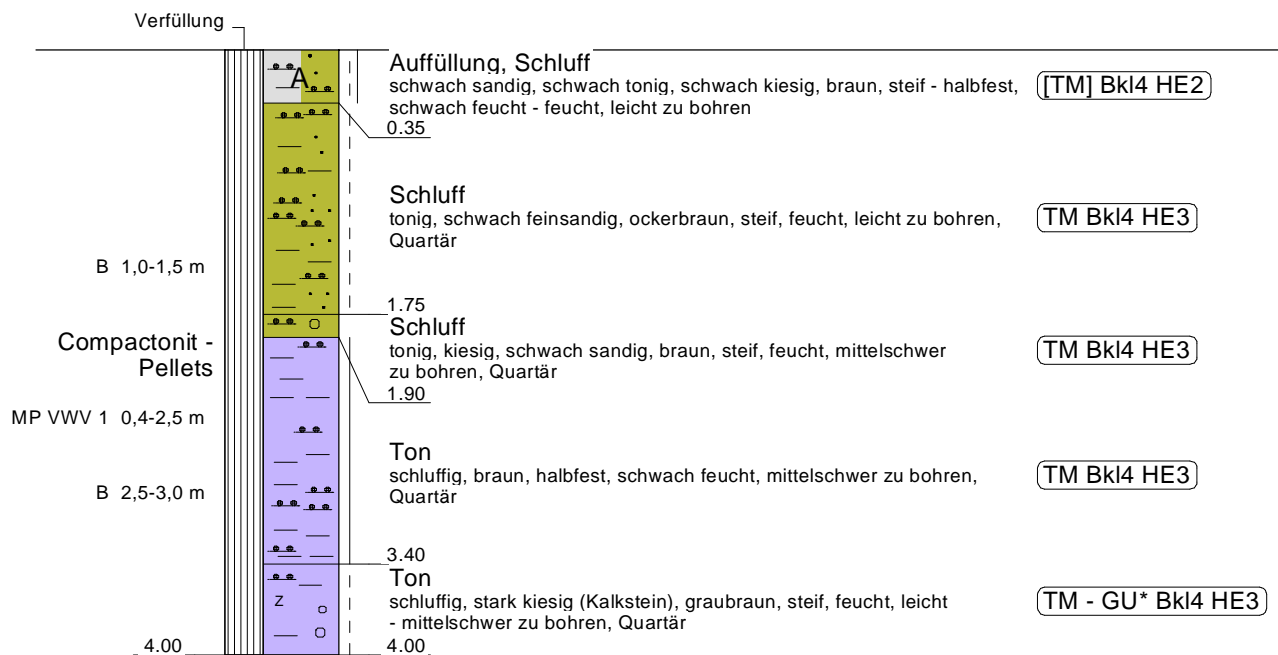 Verfüllung
A
Auffüllung, Schluff
schwach sandig, schwach tonig, schwach kiesig, braun, steif - halbfest,
schwach feucht - feucht, leicht zu bohren
[TM] Bkl4 HE2
0.35
Schluff
tonig, schwach feinsandig, ockerbraun, steif, feucht, leicht zu bohren,
Quartär
TM Bkl4 HE3
B 1,0-1,5 m
1.75
Schluff
tonig, kiesig, schwach sandig, braun, steif, feucht, mittelschwer
zu bohren, Quartär
TM Bkl4 HE3
Compactonit -
Pellets
1.90
MP VWV 1 0,4-2,5 m
Ton
schluffig, braun, halbfest, schwach feucht, mittelschwer zu bohren,
Quartär
TM Bkl4 HE3
B 2,5-3,0 m
3.40
Ton
schluffig, stark kiesig (Kalkstein), graubraun, steif, feucht, leicht
- mittelschwer zu bohren, Quartär
TM - GU* Bkl4 HE3
Z
4.00
4.00